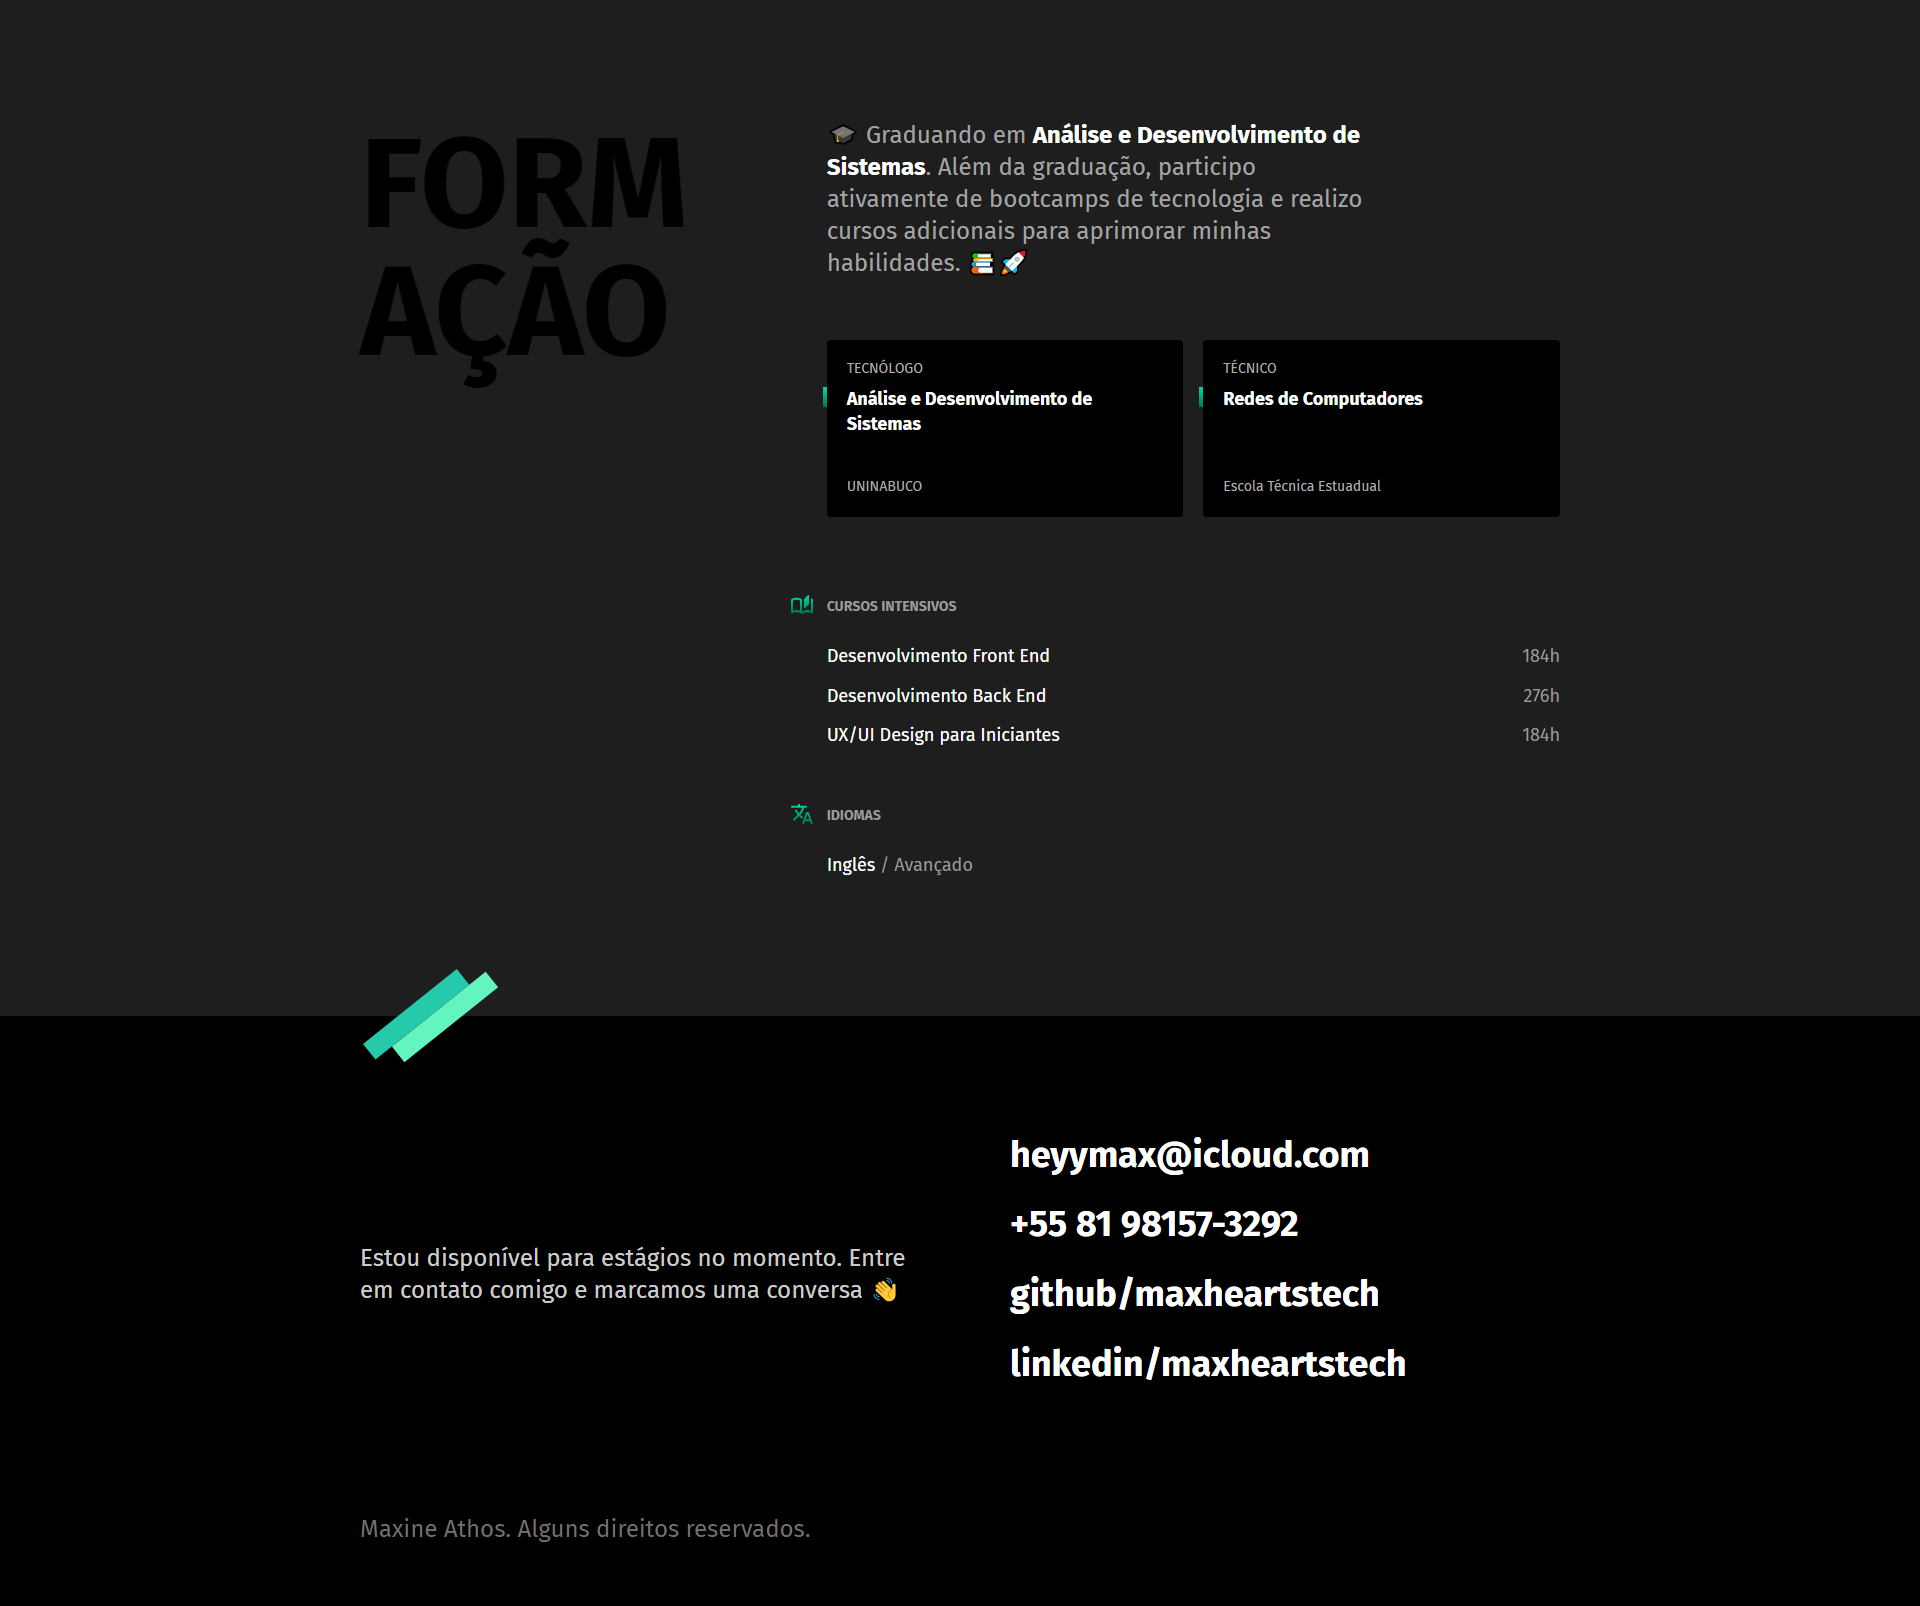 FORM
AÇÃO
🎓 Graduando em Análise e Desenvolvimento de
Sistemas. Além da graduação, participo
ativamente de bootcamps de tecnologia e realizo
cursos adicionais para aprimorar minhas
habilidades. 📚🚀
TECNÓLOGO
Análise e Desenvolvimento de
Sistemas
UNINABUCO
TÉCNICO
Redes de Computadores
Escola Técnica Estuadual
CURSOS INTENSIVOS
Desenvolvimento Front End 184h
Desenvolvimento Back End 276h
UX/UI Design para Iniciantes 184h
IDIOMAS
Inglês / Avançado
Estou disponível para estágios no momento. Entre
em contato comigo e marcamos uma conversa 👋
heyymax@icloud.com
+55 81 98157-3292
github/maxheartstech
linkedin/maxheartstech
Maxine Athos. Alguns direitos reservados.